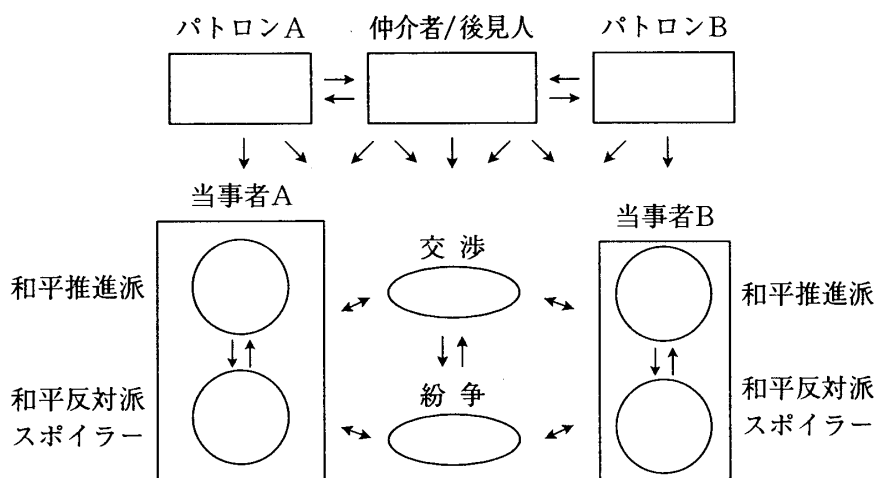 パトロンA
仲介者/後見人
パトロンB
当事者A
当事者B
交 渉
和平推進派
和平推進派
紛 争
和平反対派
スポイラー
和平反対派
スポイラー